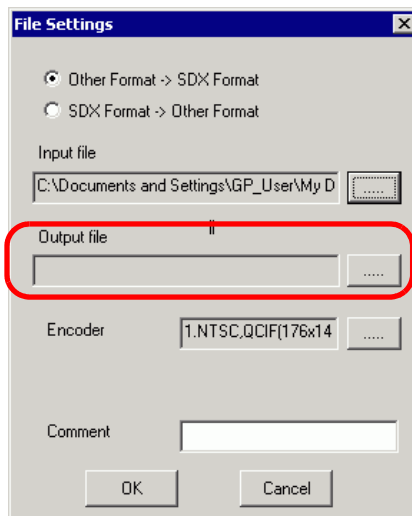 File Settings
Other Format -> SDX Format
SDX Format -> Other Format
Input file
C:\Documents and Settings\GP_User\My D
.....
Output file
.....
Encoder
1.NTSC,QCIF(176x14
.....
Comment
OK
Cancel